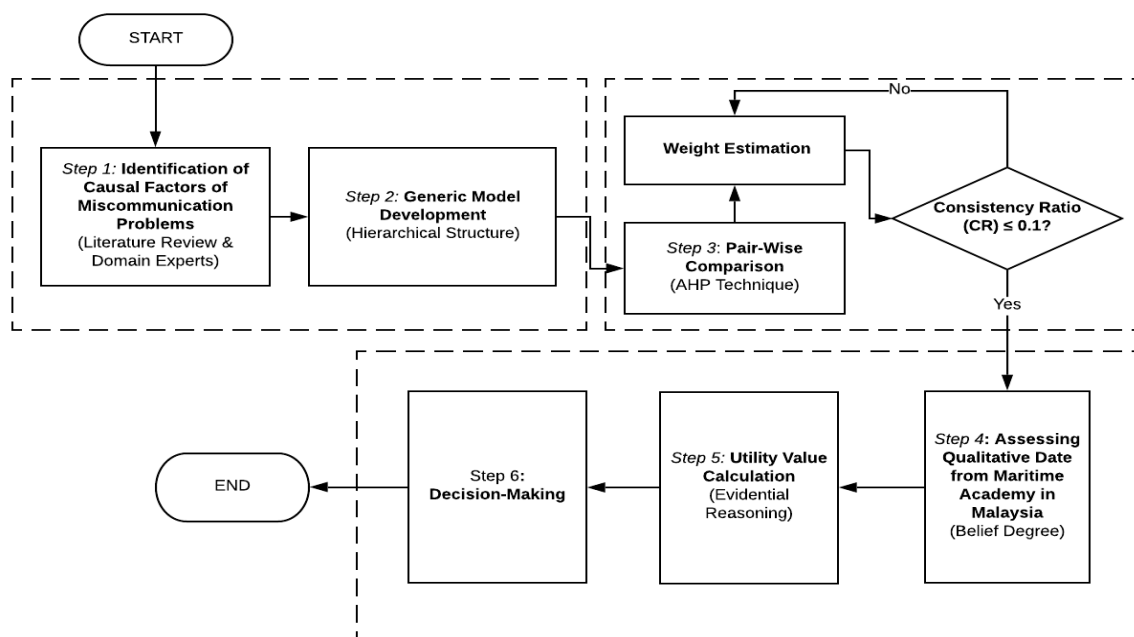 START
Step 1: Identification of
Causal Factors of
Miscommunication
Problems
(Literature Review &
Domain Experts)
Step 2: Generic Model
Development
(Hierarchical Structure)
No
Weight Estimation
Step 3: Pair-Wise
Comparison
(AHP Technique)
Consistency Ratio
(CR) ≤ 0.1?
Yes
Step 4: Assessing
Qualitative Date
from Maritime
Academy in
Malaysia
(Belief Degree)
Step 5: Utility Value
Calculation
(Evidential
Reasoning)
Step 6:
Decision-Making
END